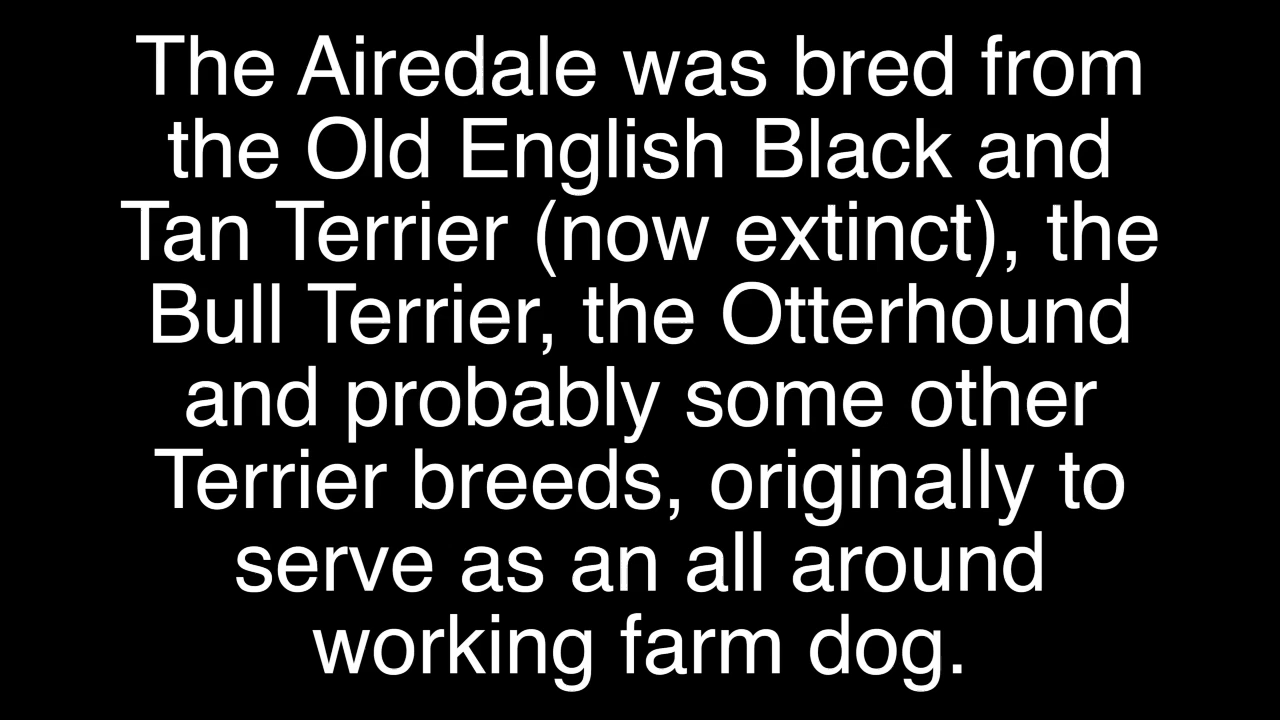 The Airedale was bred from
the Old English Black and
Tan Terrier (now extinct), the
Bull Terrier, the Otterhound
and probably some other
Terrier breeds, originally to
serve as an all around
working farm dog.